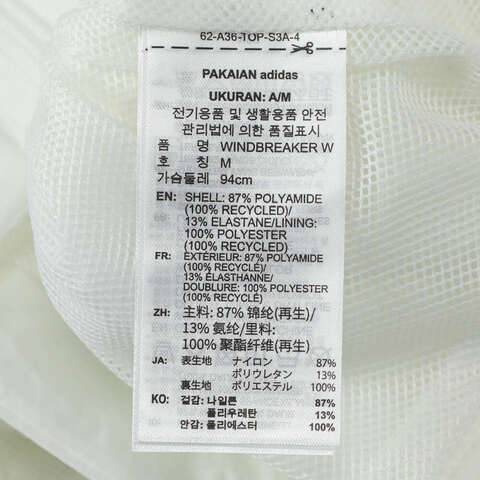 62-A36-TOP-S3A-4
PAKAIAN adidas
UKURAN: A/M
전기용품 및 생활용품 안전
관리법에 의한 품질표시
품 명 WINDBREAKER W
호 칭 M
가슴둘레 94cm
EN: SHELL: 87% POLYAMIDE
(100% RECYCLED)/
13% ELASTANE/LINING:
100% POLYESTER
(100% RECYCLED)
FR: EXTÉRIEUR: 87% POLYAMIDE
(100% RECYCLÉ)/
13% ÉLASTHANNE/
DOUBLURE: 100% POLYESTER
(100% RECYCLÉ)
ZH: 主料: 87% 锦纶(再生)/
13% 氨纶/里料:
100% 聚酯纤维(再生)
JA: 表生地 ナイロン 87%
ポリウレタン 13%
裏生地 ポリエステル 100%
KO: 겉감: 나일론 87%
폴리우레탄 13%
안감: 폴리에스터 100%